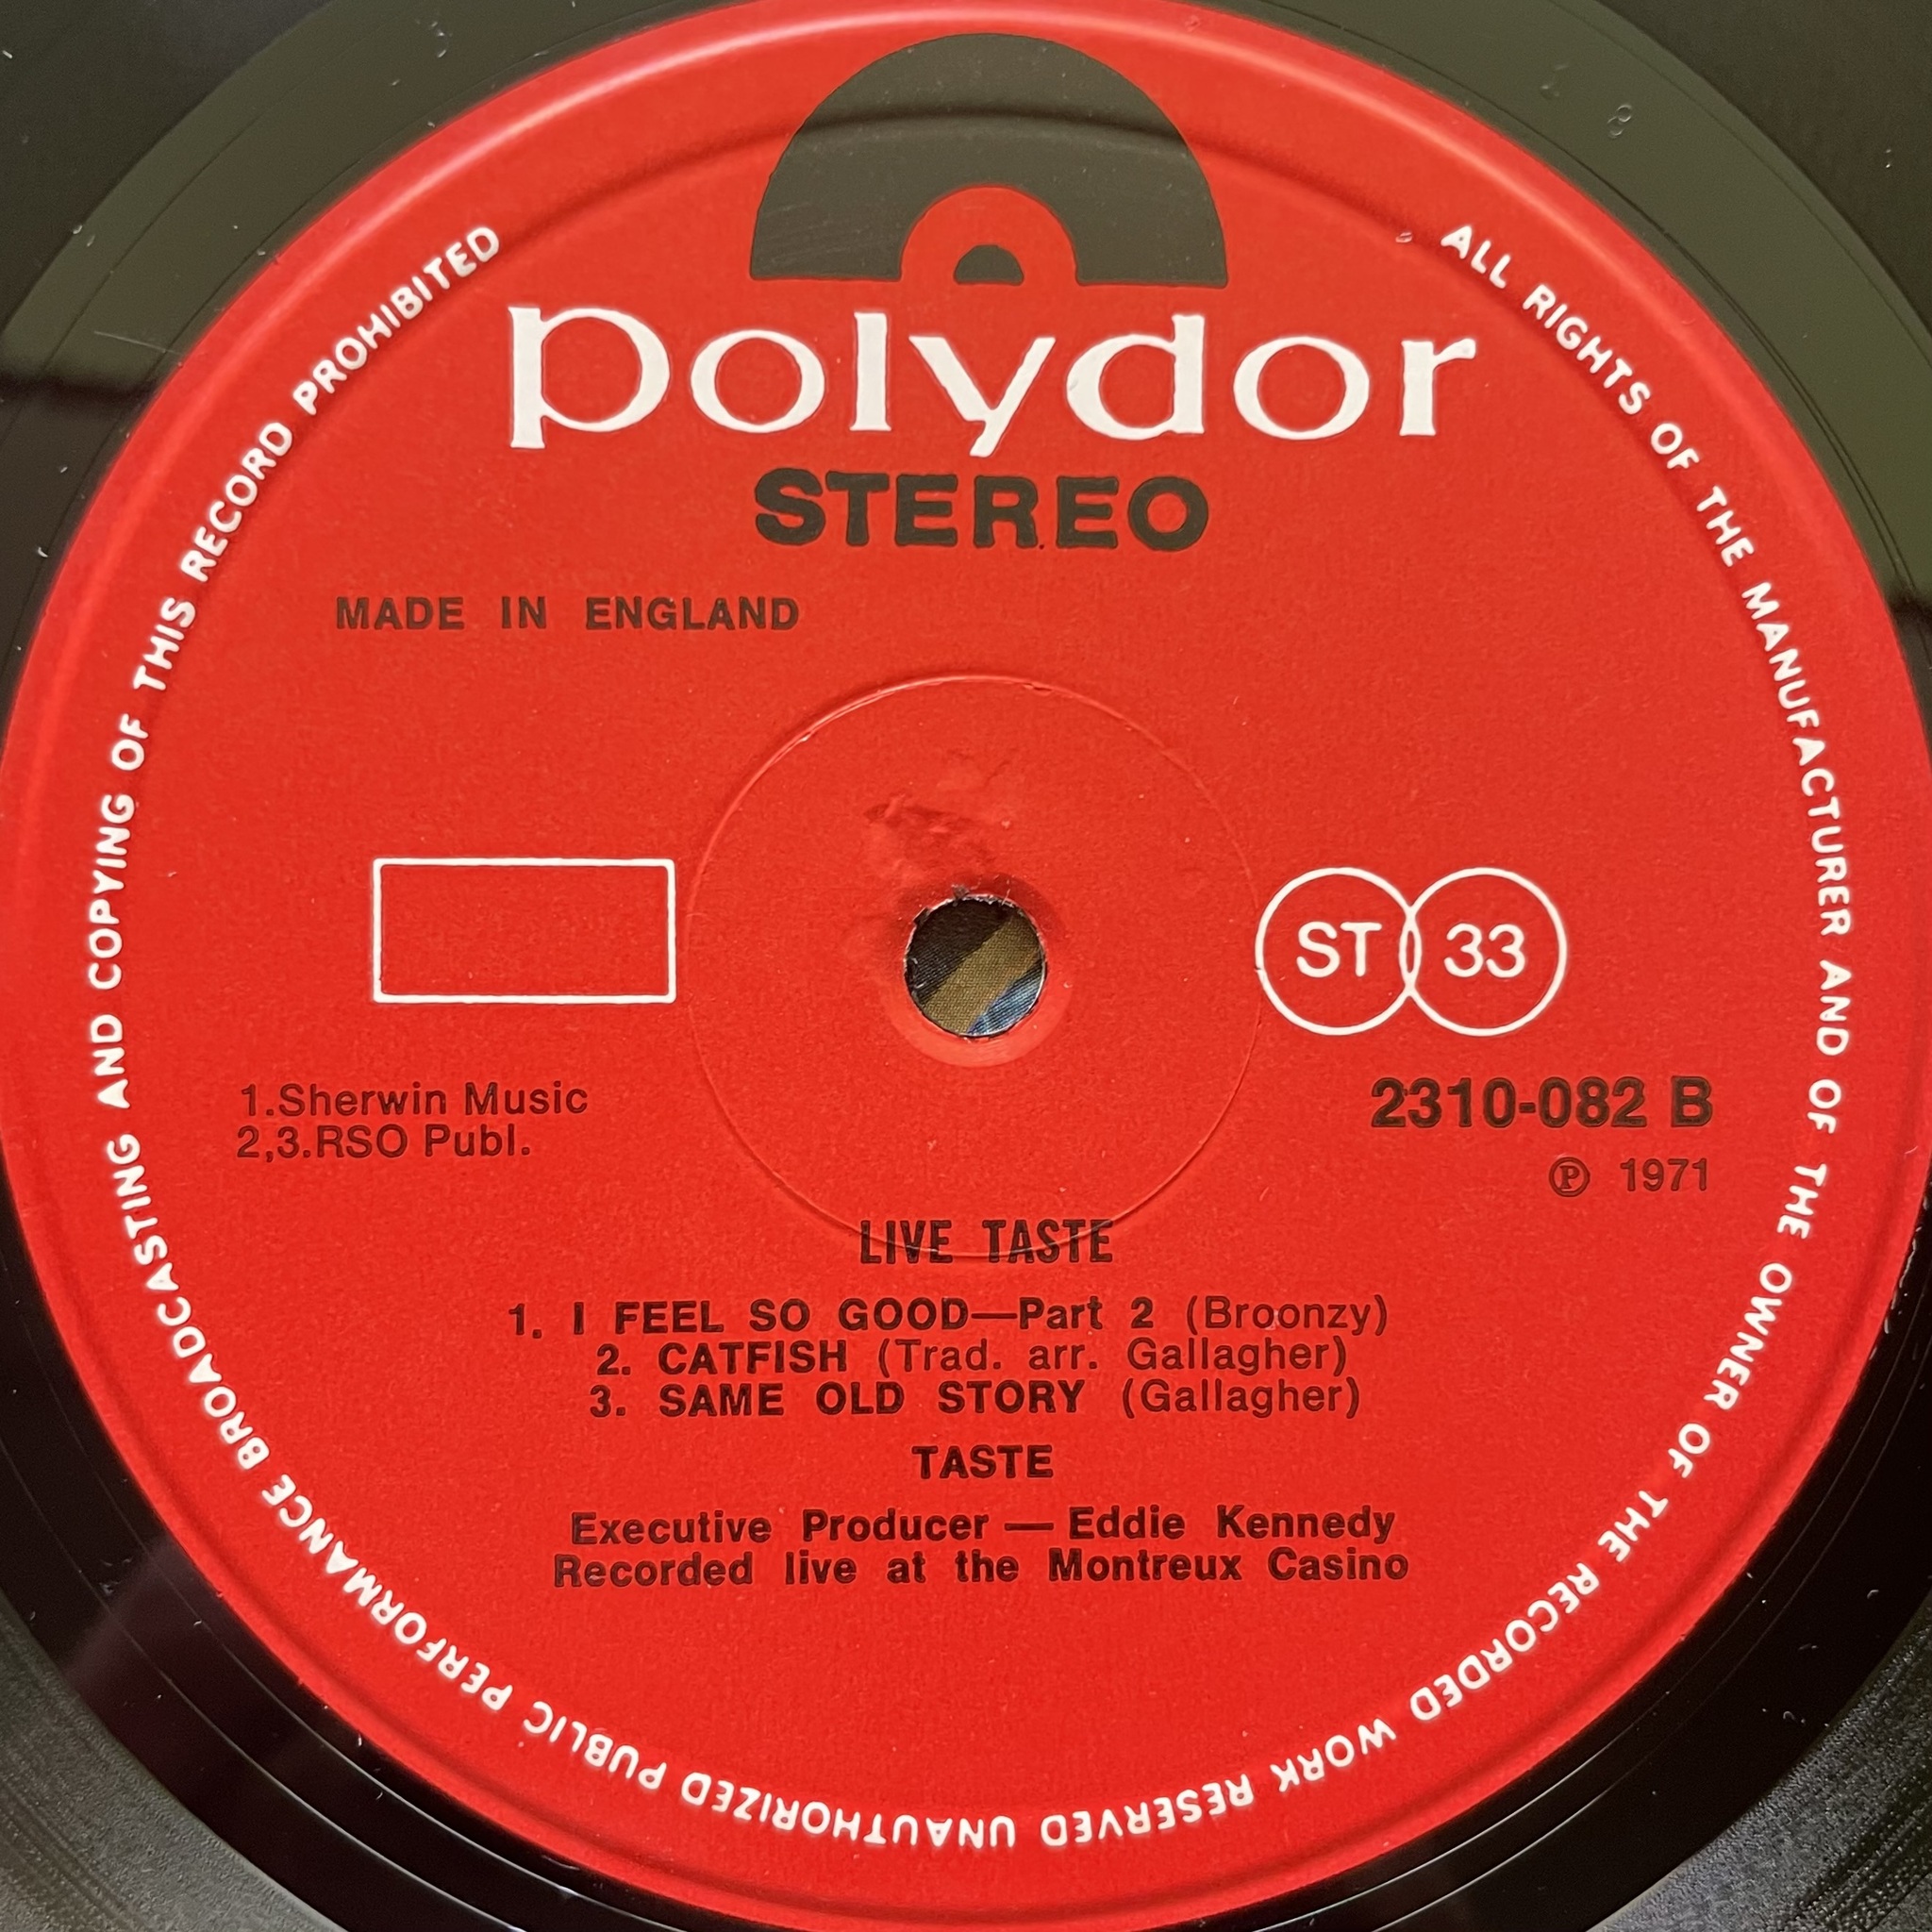 polydor
STEREO
MADE IN ENGLAND
ST 33
1.Sherwin Music
2,3.RSO Publ.
2310-082 B
Ⓟ 1971
LIVE TASTE
1. I FEEL SO GOOD—Part 2 (Broonzy)
2. CATFISH (Trad. arr. Gallagher)
3. SAME OLD STORY (Gallagher)
TASTE
Executive Producer — Eddie Kennedy
Recorded live at the Montreux Casino
ALL RIGHTS OF THE MANUFACTURER AND OF THE OWNER OF THE RECORDED WORK RESERVED UNAUTHORIZED PUBLIC PERFORMANCE BROADCASTING AND COPYING OF THIS RECORD PROHIBITED